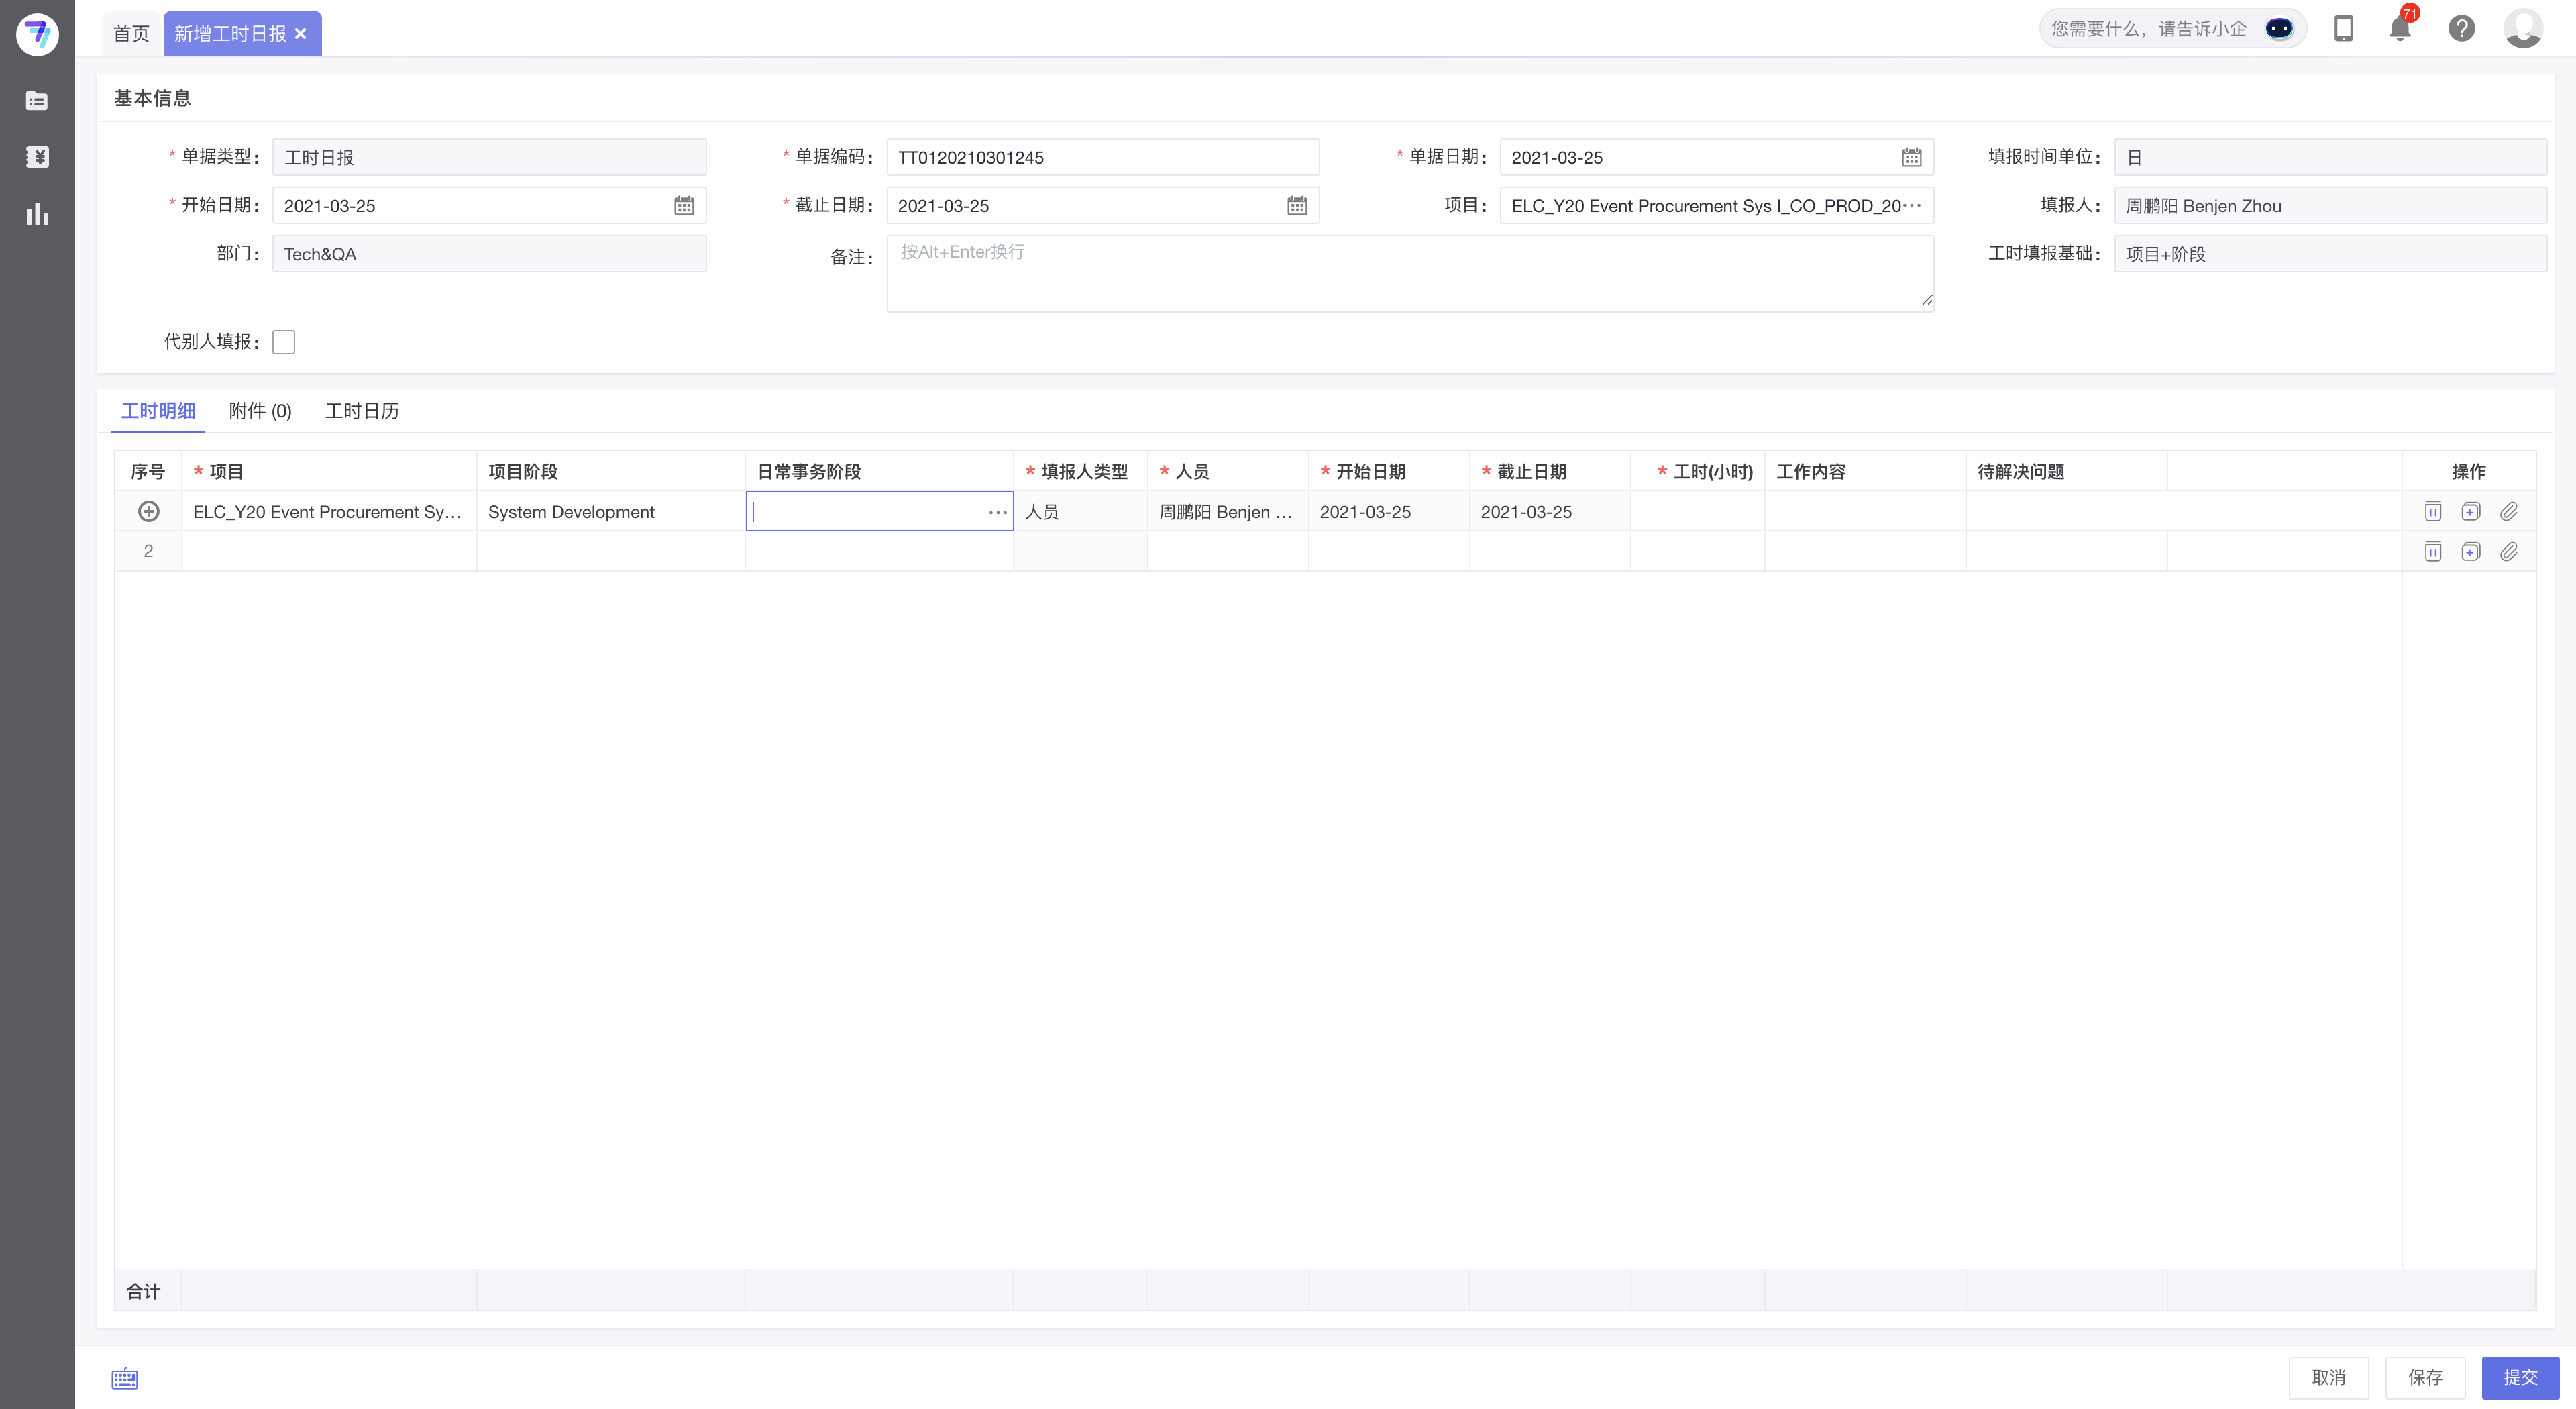 首页 新增工时日报 您需要什么，请告诉小企 71
基本信息
* 单据类型： 工时日报 * 单据编码： TT0120210301245 * 单据日期： 2021-03-25 填报时间单位： 日
* 开始日期： 2021-03-25 * 截止日期： 2021-03-25 项目： ELC_Y20 Event Procurement Sys I_CO_PROD_20··· 填报人： 周鹏阳 Benjen Zhou
部门： Tech&QA 备注： 按Alt+Enter换行 工时填报基础： 项目+阶段
代别人填报：
工时明细 附件 (0) 工时日历
序号 * 项目 项目阶段 日常事务阶段 * 填报人类型 * 人员 * 开始日期 * 截止日期 * 工时(小时) 工作内容 待解决问题 操作
ELC_Y20 Event Procurement Sy... System Development ··· 人员 周鹏阳 Benjen ... 2021-03-25 2021-03-25
2
合计
取消 保存 提交